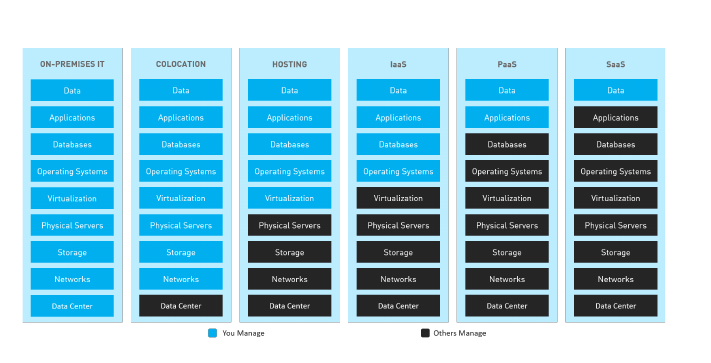 ON-PREMISES IT COLOCATION HOSTING IaaS PaaS SaaS
Data Data Data Data Data Data
Applications Applications Applications Applications Applications Applications
Databases Databases Databases Databases Databases Databases
Operating Systems Operating Systems Operating Systems Operating Systems Operating Systems Operating Systems
Virtualization Virtualization Virtualization Virtualization Virtualization Virtualization
Physical Servers Physical Servers Physical Servers Physical Servers Physical Servers Physical Servers
Storage Storage Storage Storage Storage Storage
Networks Networks Networks Networks Networks Networks
Data Center Data Center Data Center Data Center Data Center Data Center
You Manage Others Manage